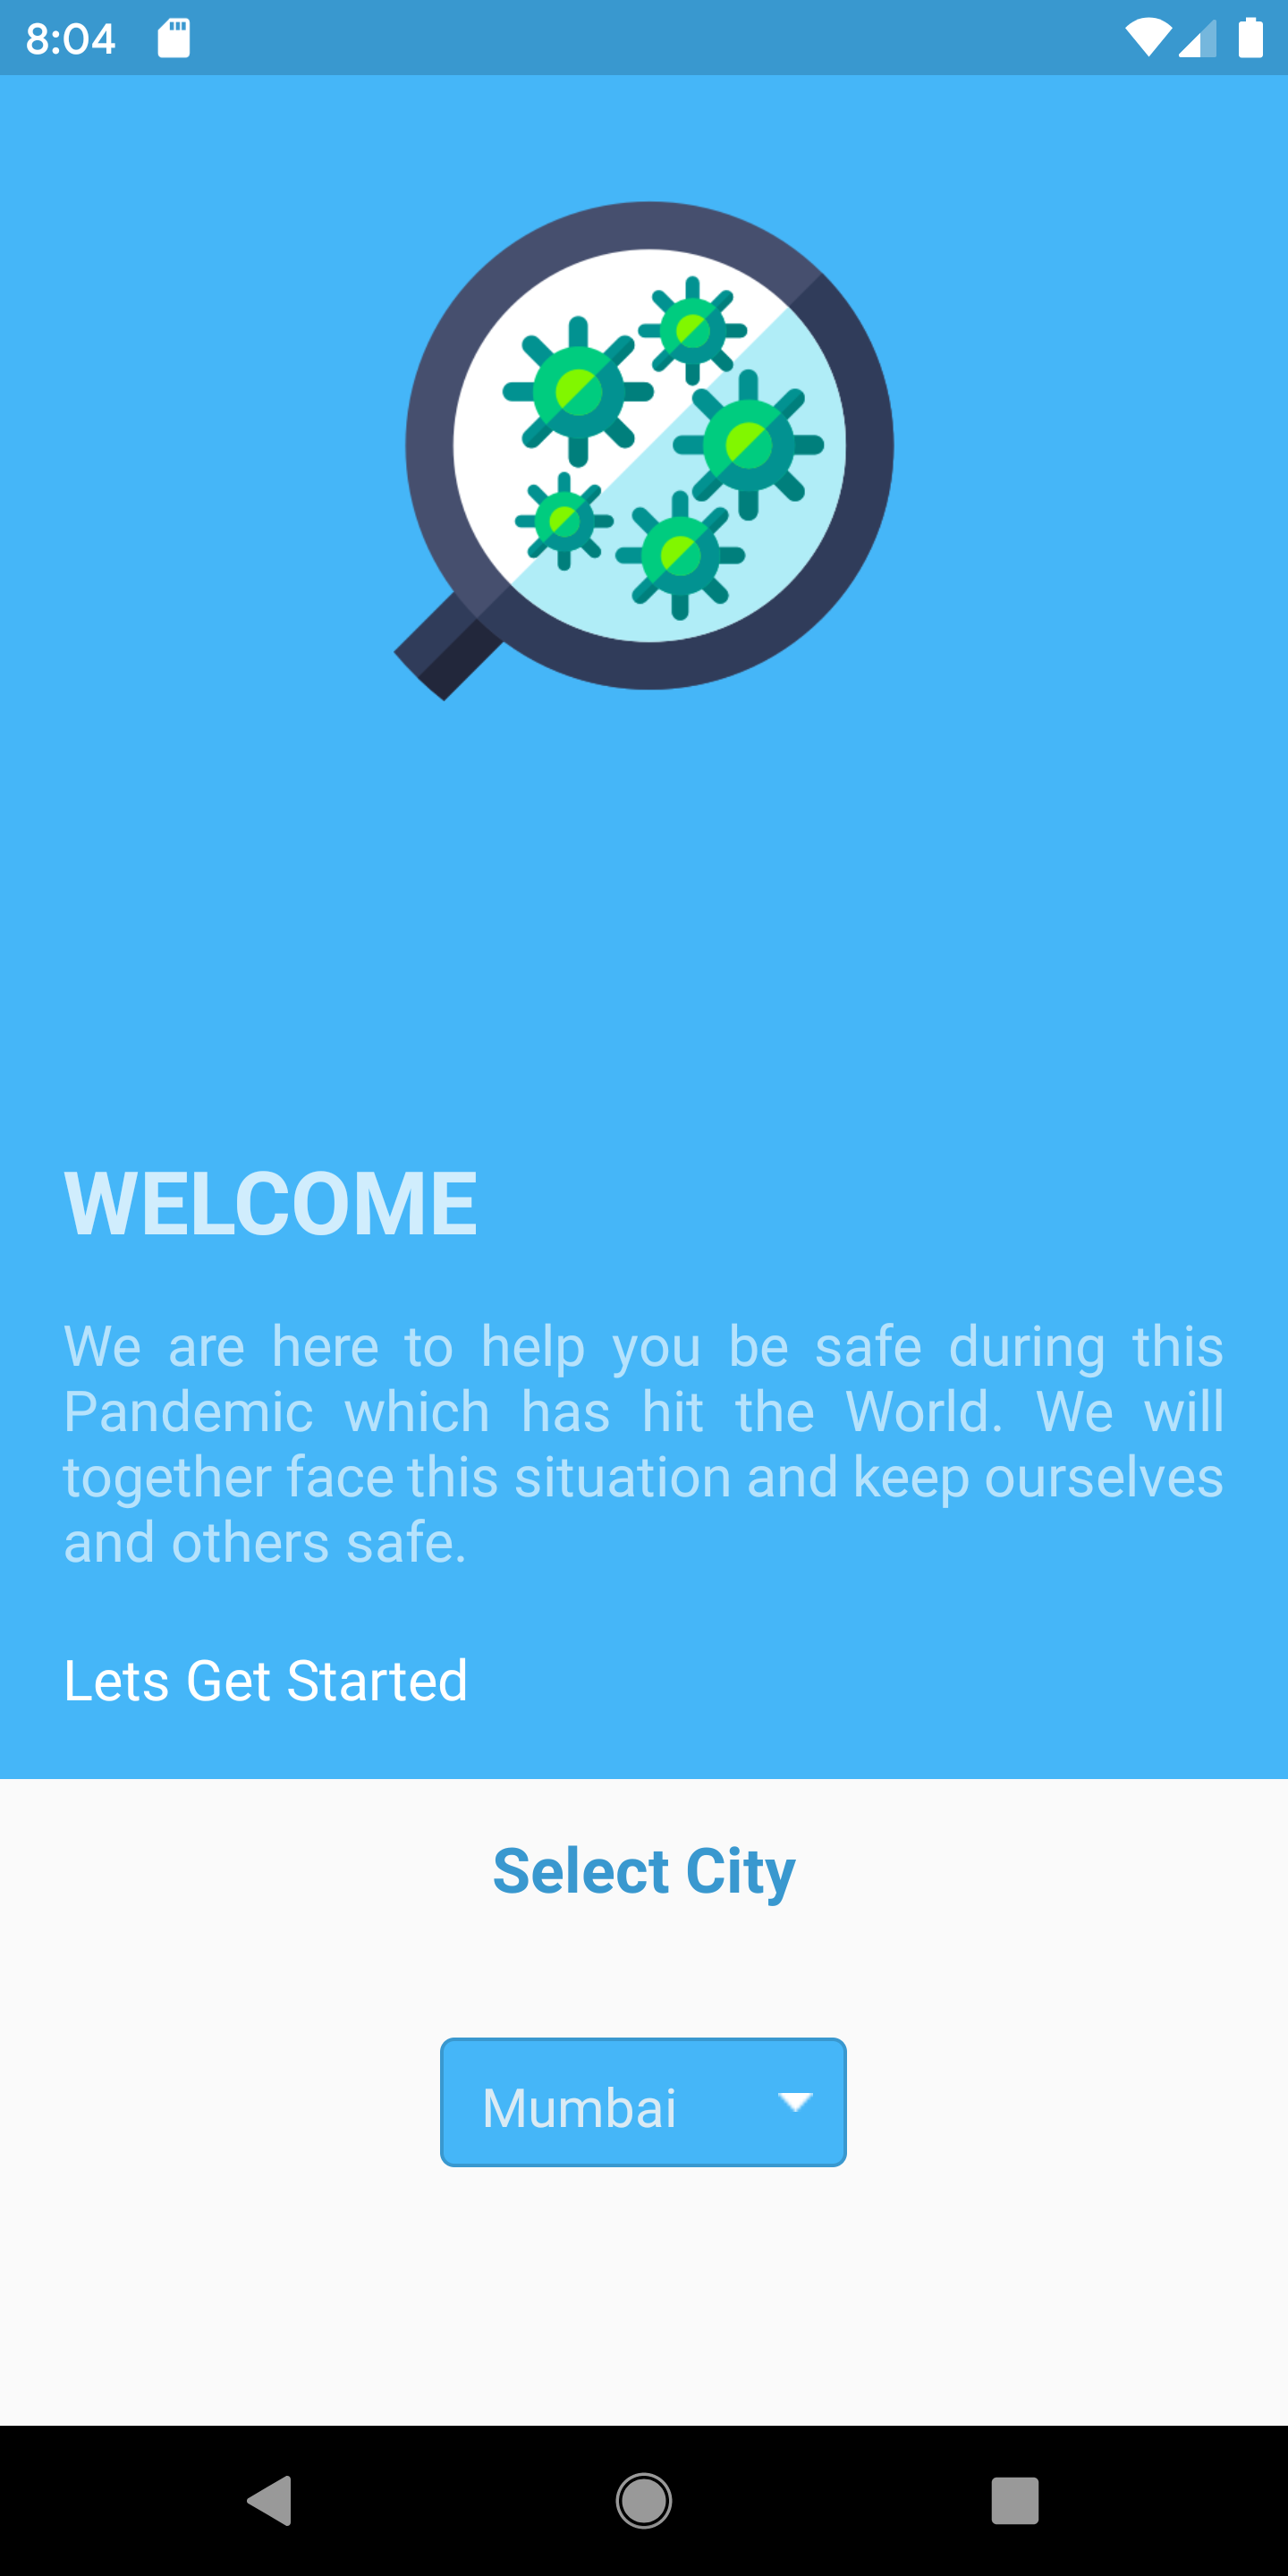 8:04
WELCOME
We are here to help you be safe during this
Pandemic which has hit the World. We will
together face this situation and keep ourselves
and others safe.
Lets Get Started
Select City
Mumbai